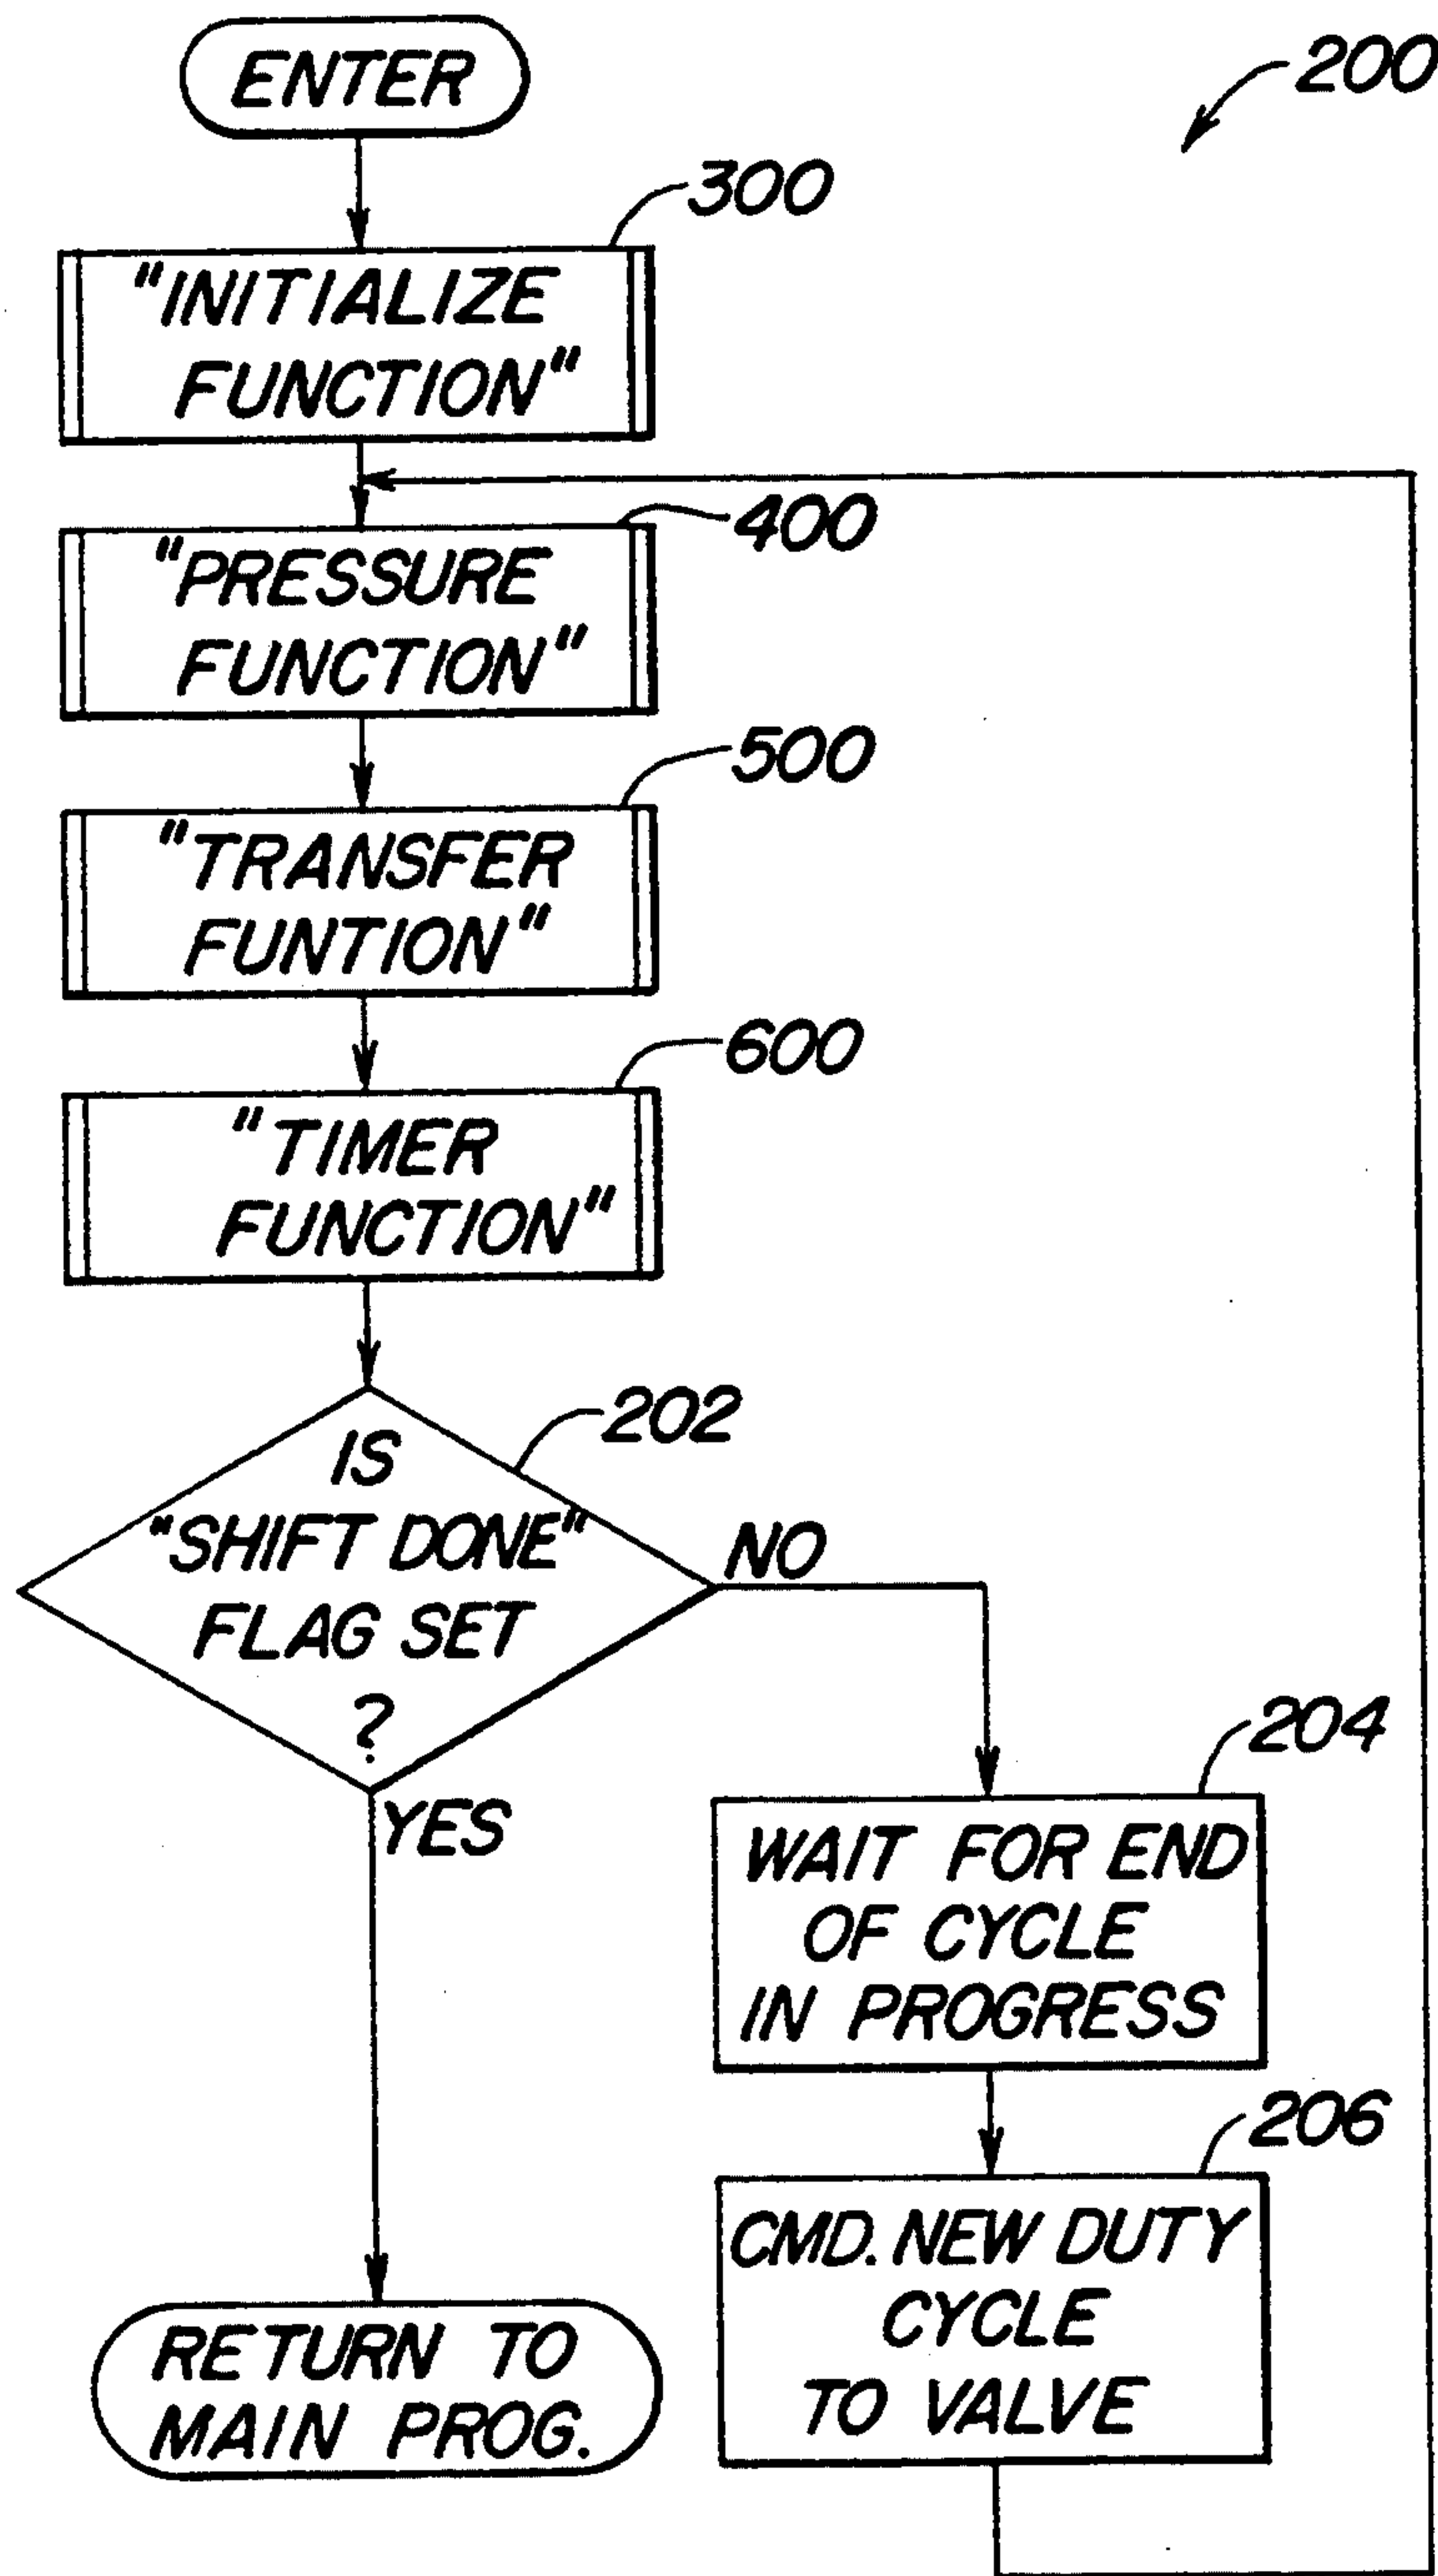 ENTER
200
300
"INITIALIZE
FUNCTION"
400
"PRESSURE
FUNCTION"
500
"TRANSFER
FUNTION"
600
"TIMER
FUNCTION"
202
IS
"SHIFT DONE"
FLAG SET
?
NO
YES
204
WAIT FOR END
OF CYCLE
IN PROGRESS
206
CMD. NEW DUTY
CYCLE
TO VALVE
RETURN TO
MAIN PROG.